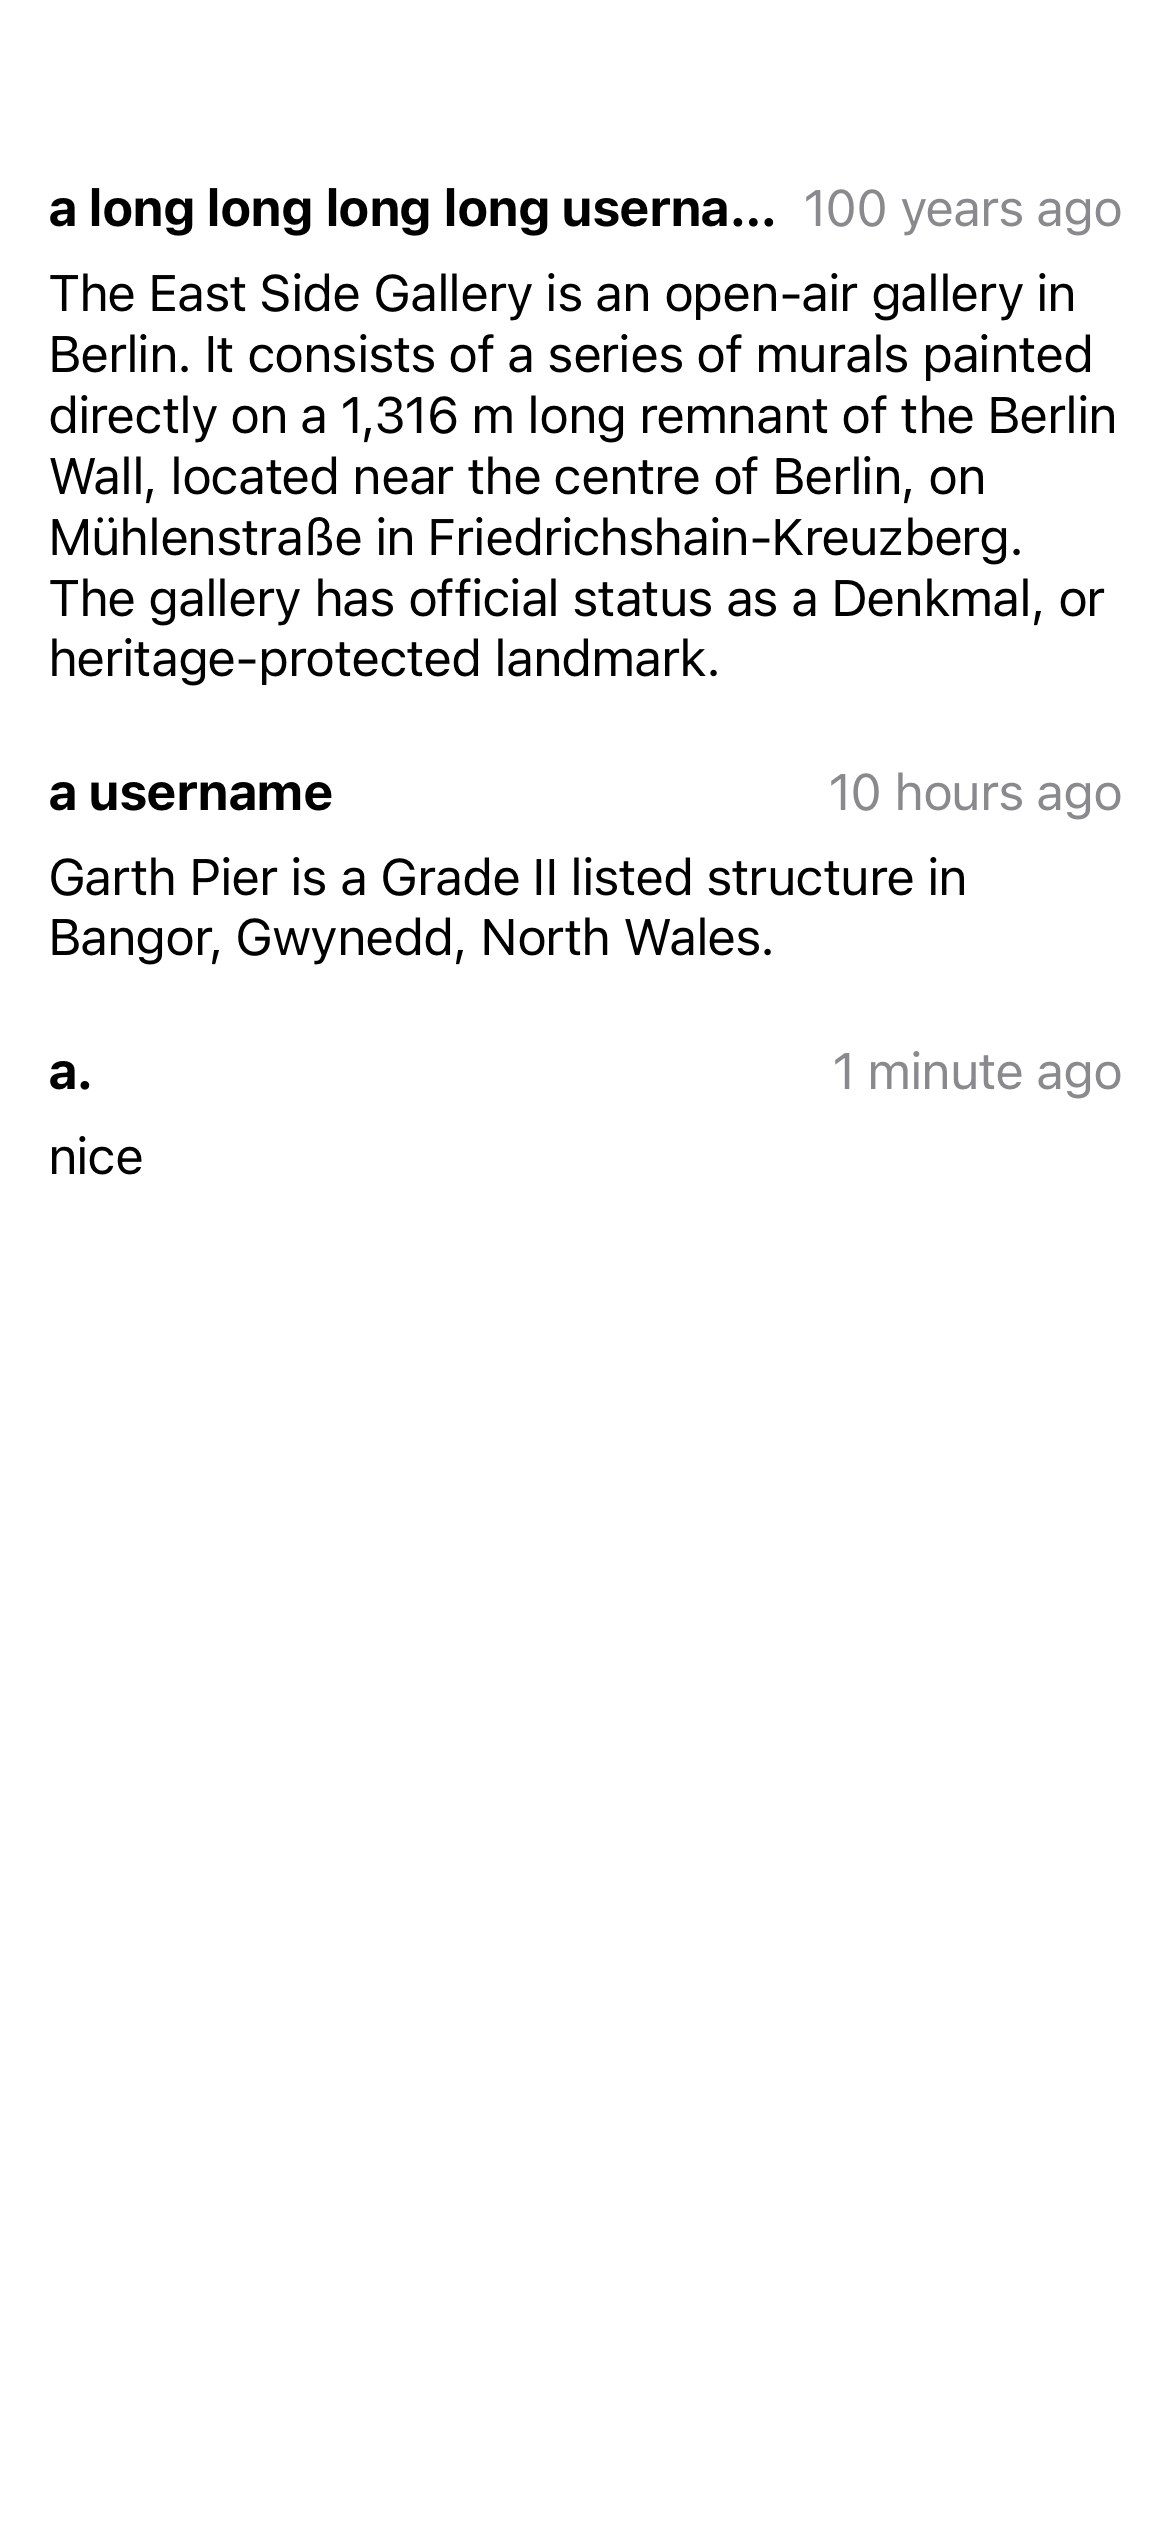 a long long long long userna...
100 years ago
The East Side Gallery is an open-air gallery in
Berlin. It consists of a series of murals painted
directly on a 1,316 m long remnant of the Berlin
Wall, located near the centre of Berlin, on
Mühlenstraße in Friedrichshain-Kreuzberg.
The gallery has official status as a Denkmal, or
heritage-protected landmark.
a username
10 hours ago
Garth Pier is a Grade II listed structure in
Bangor, Gwynedd, North Wales.
a.
1 minute ago
nice